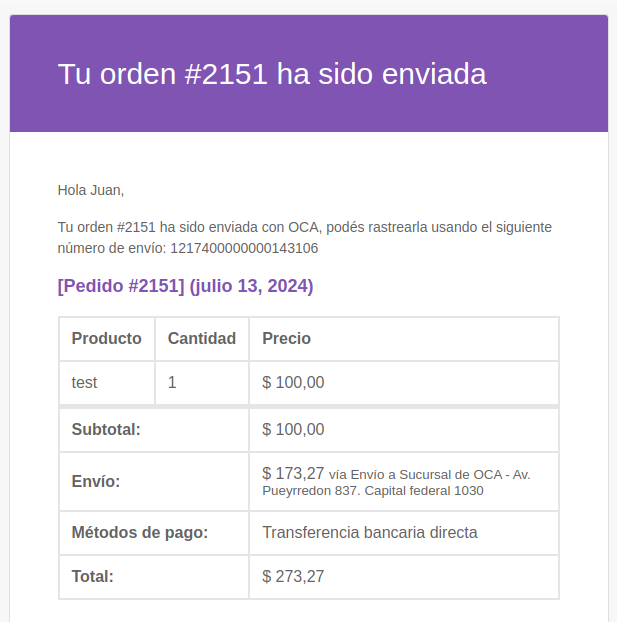 Tu orden #2151 ha sido enviada
Hola Juan,
Tu orden #2151 ha sido enviada con OCA, podés rastrearla usando el siguiente
número de envío: 1217400000000143106
[Pedido #2151] (julio 13, 2024)
Producto Cantidad Precio
test 1 $ 100,00
Subtotal: $ 100,00
Envío: $ 173,27 vía Envío a Sucursal de OCA - Av.
Pueyrredon 837. Capital federal 1030
Métodos de pago: Transferencia bancaria directa
Total: $ 273,27